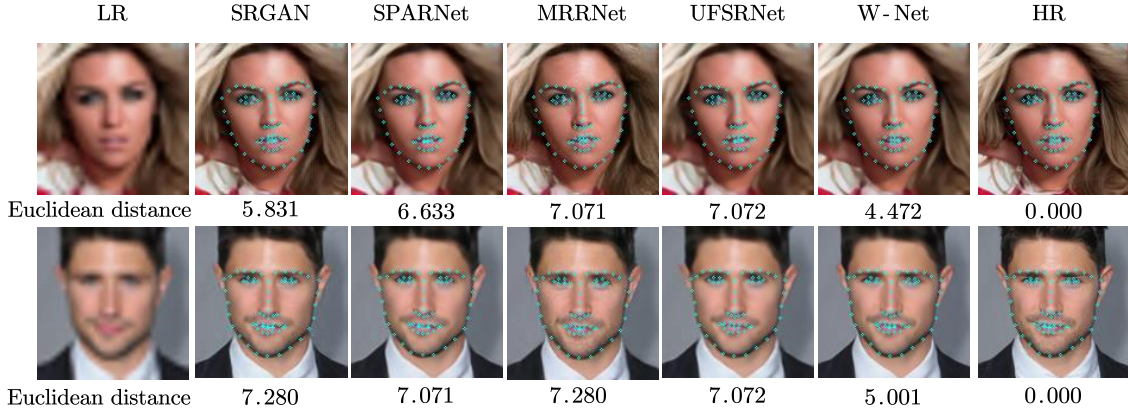 LR SRGAN SPARNet MRRNet UFSRNet W-Net HR
Euclidean distance 5.831 6.633 7.071 7.072 4.472 0.000
Euclidean distance 7.280 7.071 7.280 7.072 5.001 0.000